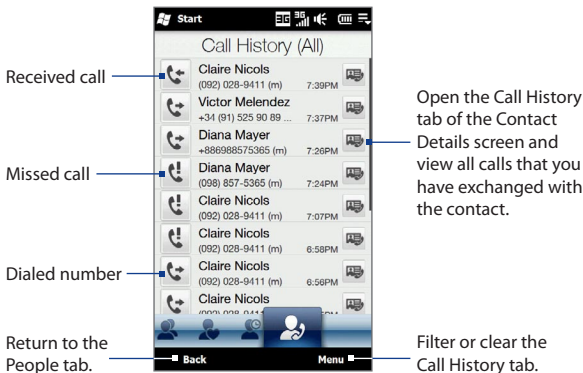 Start
Call History (All)
Received call
Claire Nicols
(092) 028-9411 (m) 7:39PM
Victor Melendez
+34 (91) 525 90 89 ... 7:37PM
Diana Mayer
+886988575365 (m) 7:26PM
Open the Call History
tab of the Contact
Details screen and
view all calls that you
have exchanged with
the contact.
Missed call
Diana Mayer
(098) 857-5365 (m) 7:24PM
Claire Nicols
(092) 028-9411 (m) 7:07PM
Claire Nicols
(092) 028-9411 (m) 6:58PM
Dialed number
Claire Nicols
(092) 028-9411 (m) 6:56PM
Claire Nicols
Return to the
People tab.
Back
Menu
Filter or clear the
Call History tab.